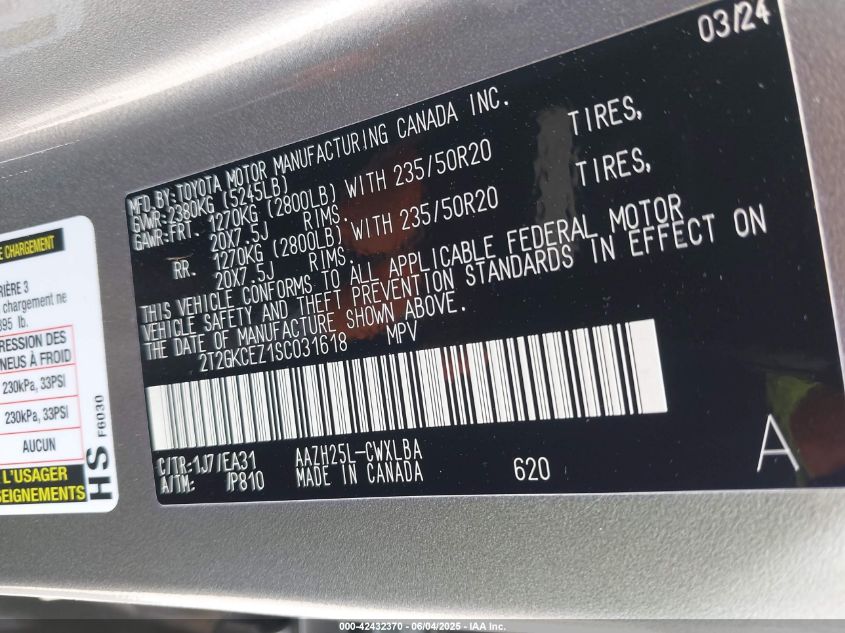 03/24
MFD.BY:TOYOTA MOTOR MANUFACTURING CANADA INC.
GVWR:2380KG (5245LB)
GAWR:FRT. 1270KG (2800LB) WITH 235/50R20 TIRES,
20X7.5J RIMS.
RR. 1270KG (2800LB) WITH 235/50R20 TIRES,
20X7.5J RIMS.
THIS VEHICLE CONFORMS TO ALL APPLICABLE FEDERAL MOTOR
VEHICLE SAFETY AND THEFT PREVENTION STANDARDS IN EFFECT ON
THE DATE OF MANUFACTURE SHOWN ABOVE.
2T2GKCEZ1SC031618 MPV
C/TR:1J7/EA31 AAZH25L-CWXLBA
A/TM: /P810 MADE IN CANADA 620
A
E CHARGEMENT
RIÈRE 3
chargement ne
395 lb.
RESSION DES
NEUS À FROID
230kPa, 33PSI
230kPa, 33PSI
AUCUN
L'USAGER
SEIGNEMENTS
HS F6030
000-42432370 - 06/04/2025 - IAA Inc.